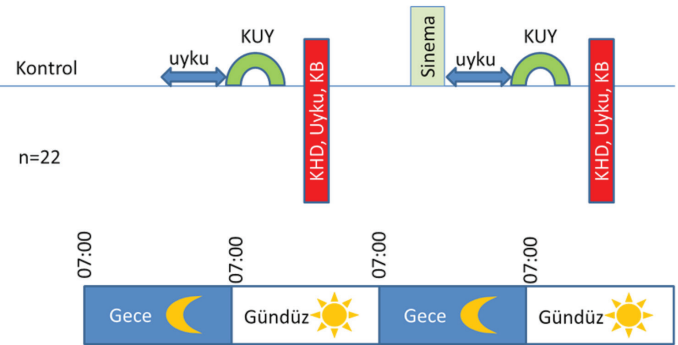 KUY
uyku
Kontrol
KHD, Uyku, KB
Sinema
uyku
KUY
KHD, Uyku, KB
n=22
07:00
07:00
07:00
07:00
Gece
Gündüz
Gece
Gündüz